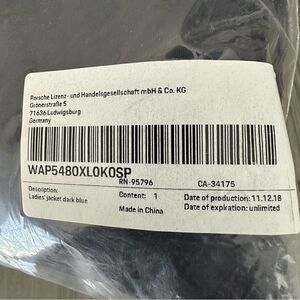 Porsche Lizenz- und Handelsgesellschaft mbH & Co. KG
Grönerstraße 5
71636 Ludwigsburg
Germany
WAP5480XL0K0SP
RN-95796 CA-34175
Description: Content: 1 Date of production: 11.12.18
Ladies' jacket dark blue Made in China Date of expiration: unlimited